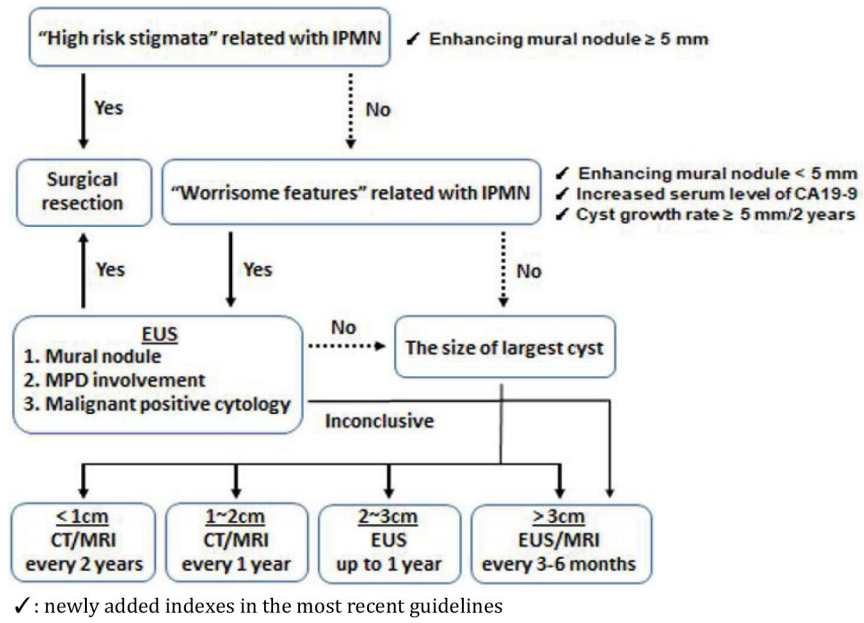 “High risk stigmata” related with IPMN
✓ Enhancing mural nodule ≥ 5 mm
Yes
No
Surgical
resection
“Worrisome features” related with IPMN
✓ Enhancing mural nodule < 5 mm
✓ Increased serum level of CA19-9
✓ Cyst growth rate ≥ 5 mm/2 years
Yes
Yes
No
EUS
1. Mural nodule
2. MPD involvement
3. Malignant positive cytology
No
The size of largest cyst
Inconclusive
< 1cm
CT/MRI
every 2 years
1~2cm
CT/MRI
every 1 year
2~3cm
EUS
up to 1 year
> 3cm
EUS/MRI
every 3-6 months
✓: newly added indexes in the most recent guidelines